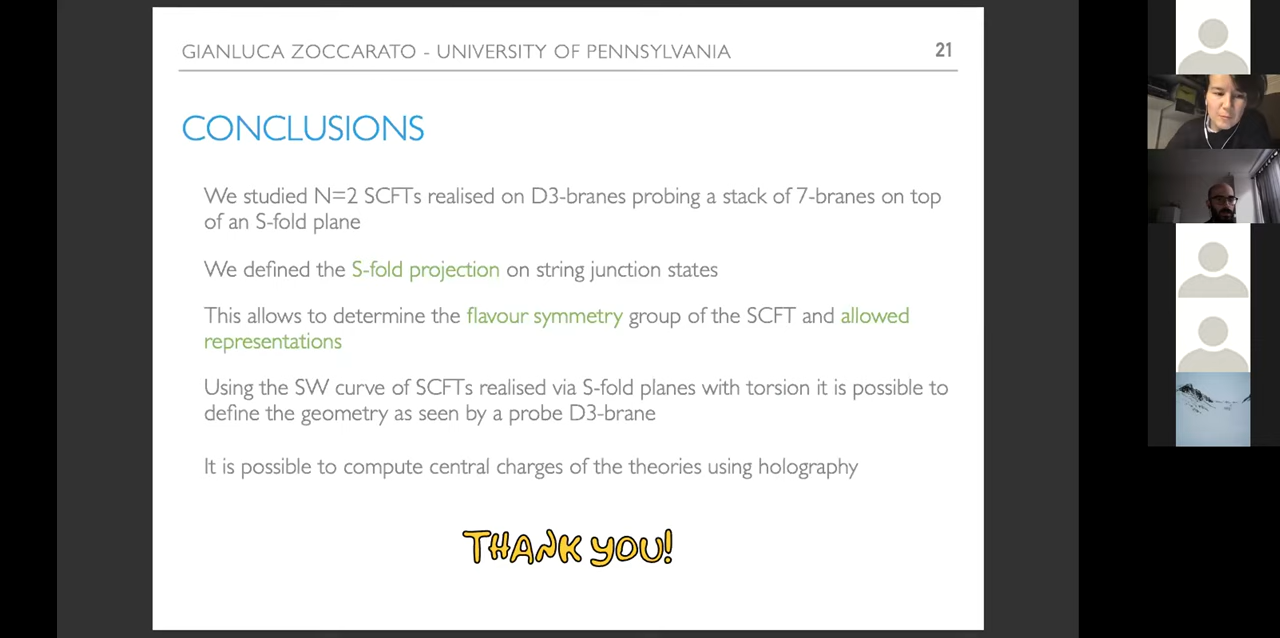 GIANLUCA ZOCCARATO - UNIVERSITY OF PENNSYLVANIA 21
CONCLUSIONS
We studied N=2 SCFTs realised on D3-branes probing a stack of 7-branes on top
of an S-fold plane
We defined the S-fold projection on string junction states
This allows to determine the flavour symmetry group of the SCFT and allowed
representations
Using the SW curve of SCFTs realised via S-fold planes with torsion it is possible to
define the geometry as seen by a probe D3-brane
It is possible to compute central charges of the theories using holography
THANK YOU!